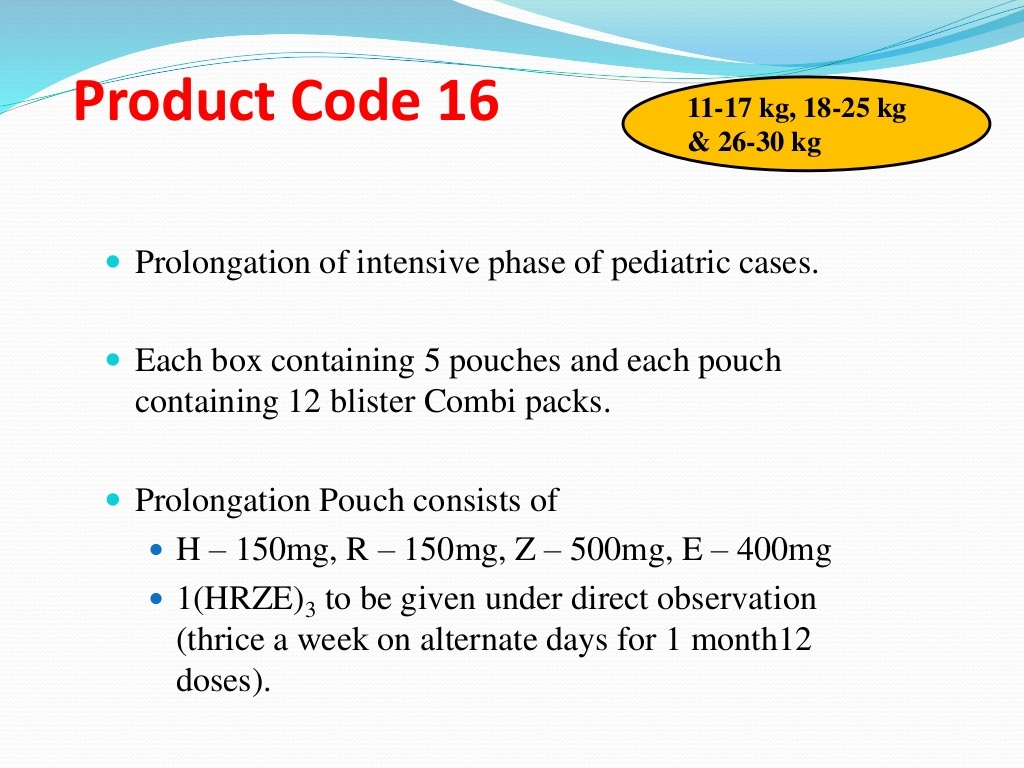 Product Code 16
11-17 kg, 18-25 kg
& 26-30 kg
• Prolongation of intensive phase of pediatric cases.
• Each box containing 5 pouches and each pouch
containing 12 blister Combi packs.
• Prolongation Pouch consists of
• H – 150mg, R – 150mg, Z – 500mg, E – 400mg
• 1(HRZE)₃ to be given under direct observation
(thrice a week on alternate days for 1 month12
doses).